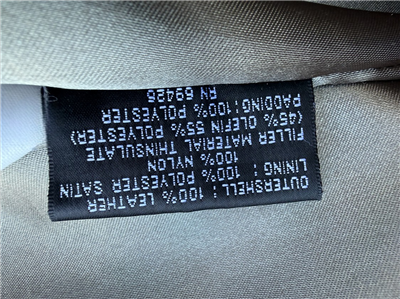 OUTERSHELL : 100% LEATHER
LINING : 100% POLYESTER SATIN
100% NYLON
FILLER MATERIAL THINSULATE
(45% OLEFIN 55% POLYESTER)
PADDING:100% POLYESTER
RN 69426